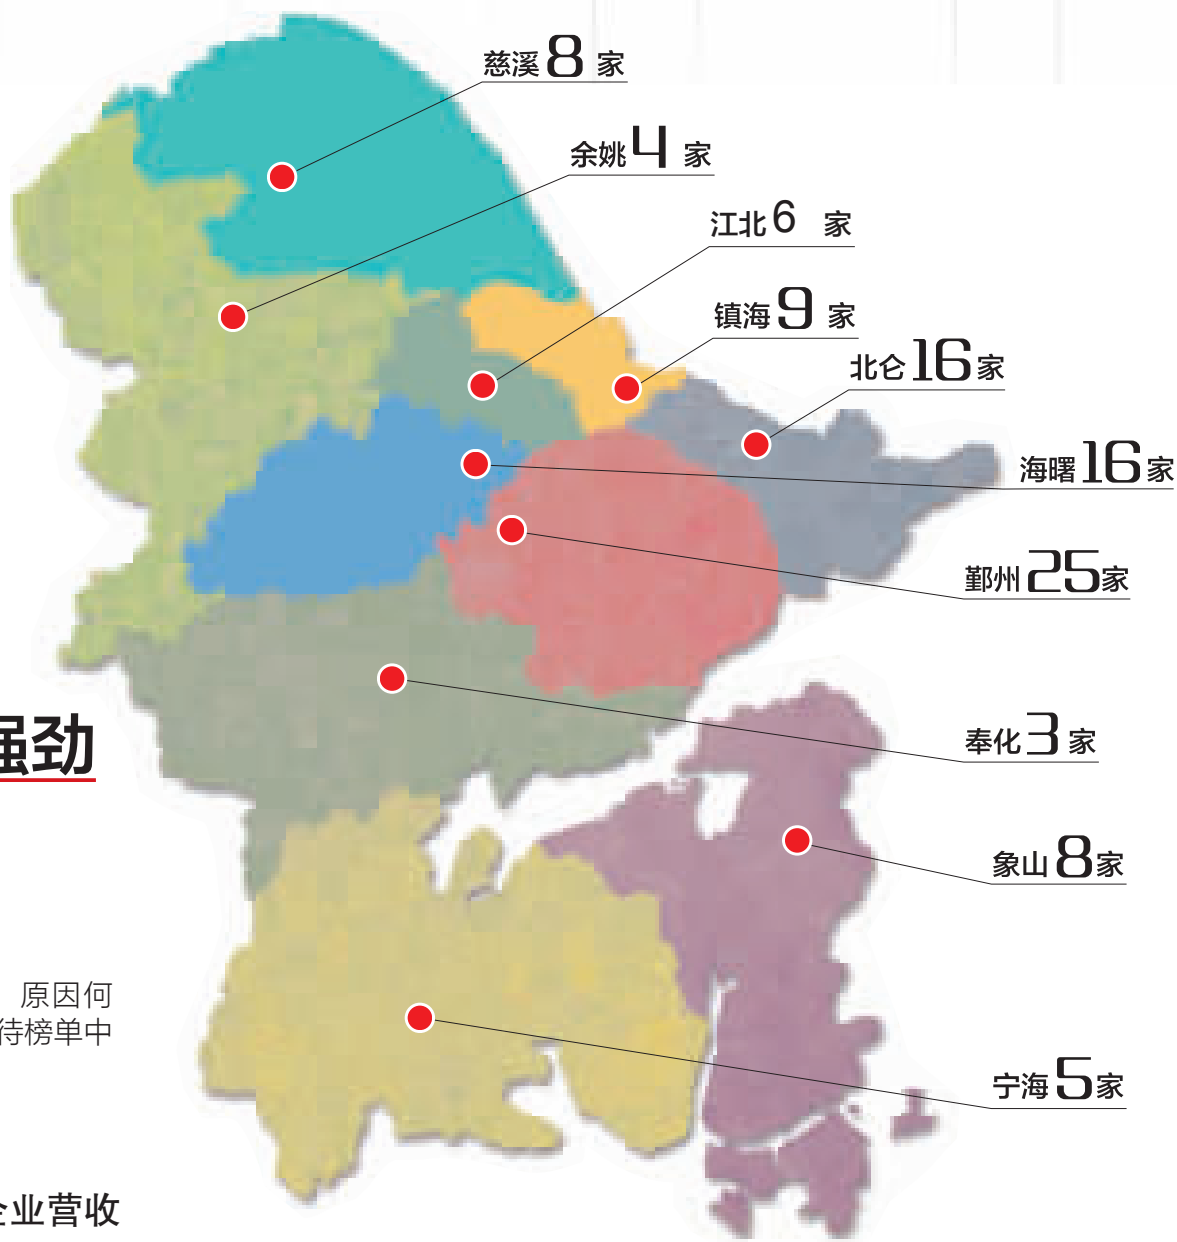 慈溪8家
余姚4家
江北6家
镇海9家
北仑16家
海曙16家
鄞州25家
强劲
奉化3家
象山8家
原因何
待榜单中
宁海5家
企业营收